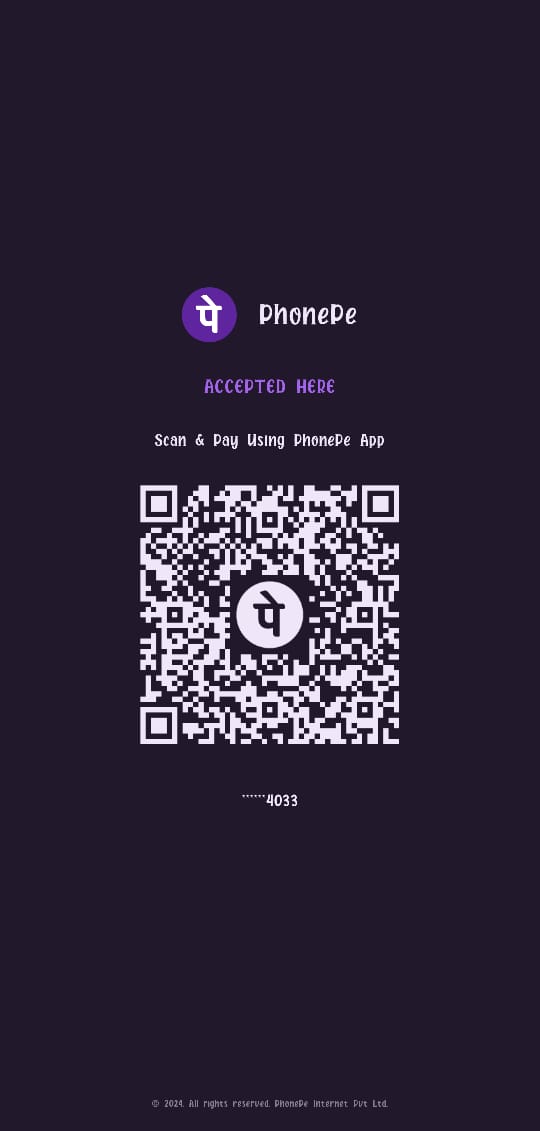 पे PhonePe
ACCEPTED HERE
Scan & Pay Using PhonePe App
पे
******4033
© 2024. All rights reserved. PhonePe Internet Pvt Ltd.